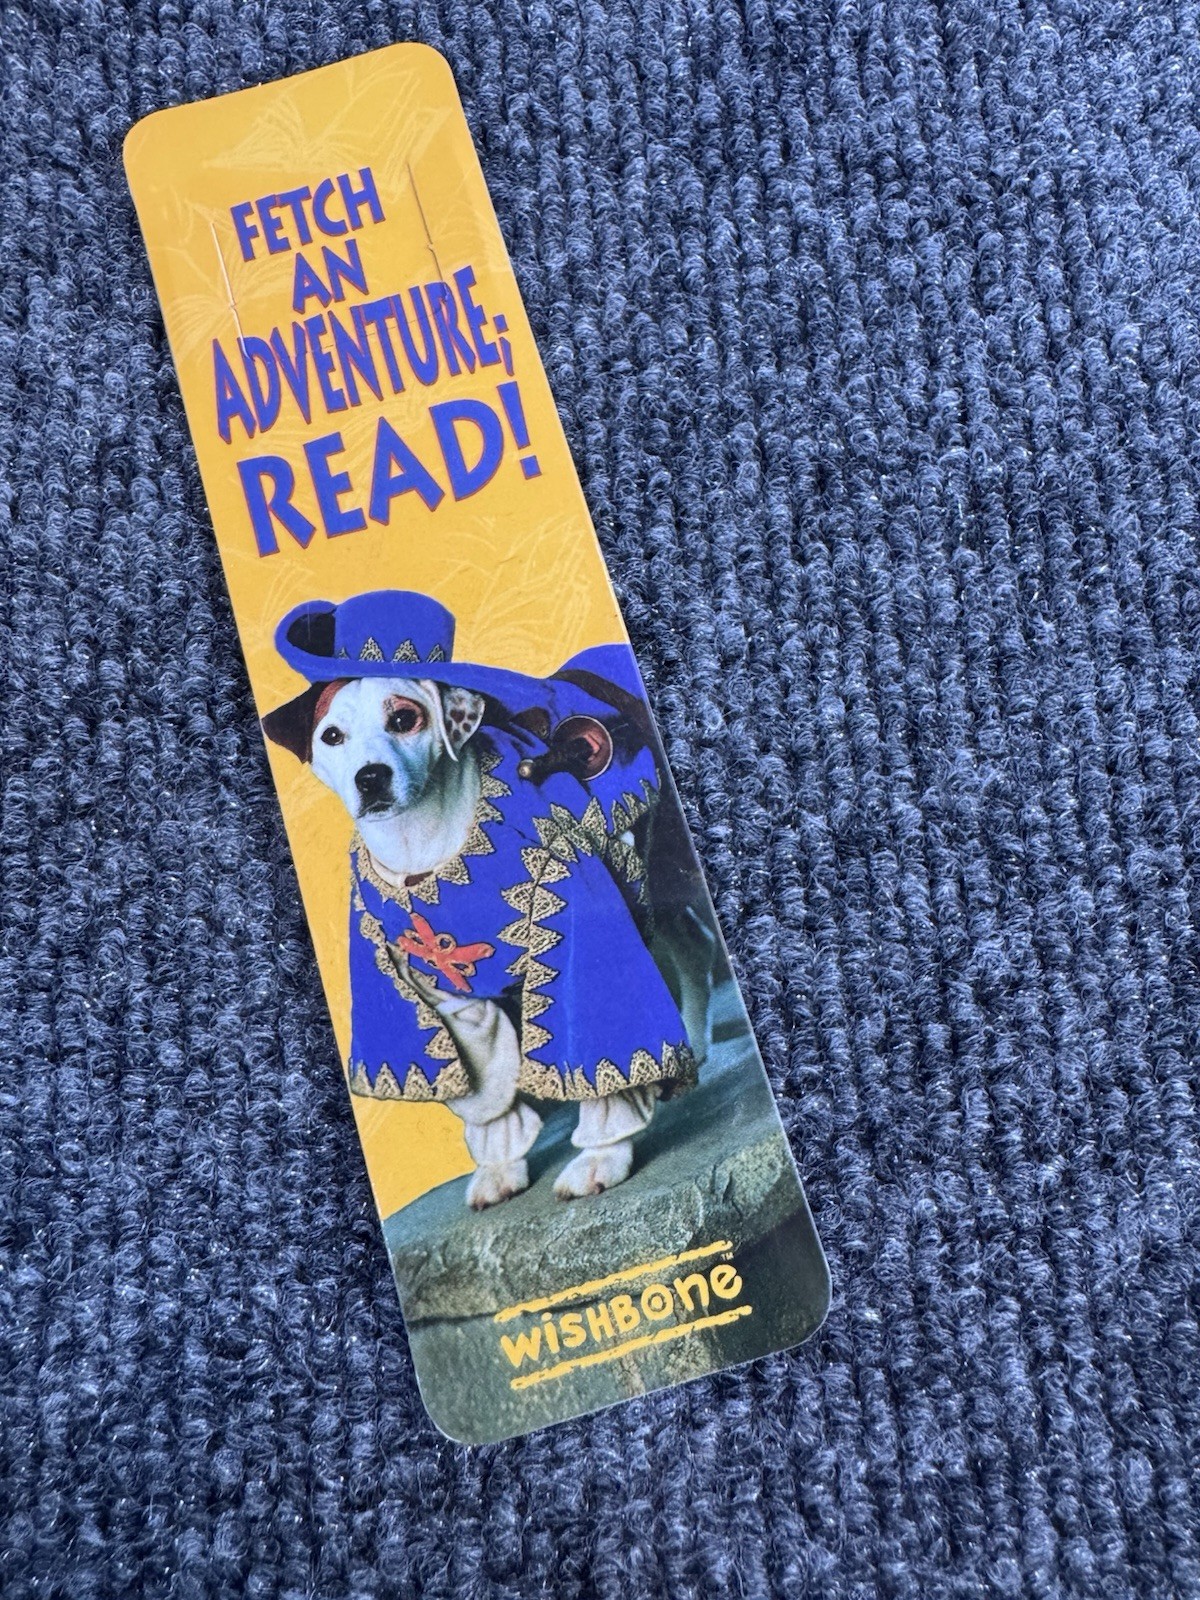 FETCH
AN
ADVENTURE;
READ!
WiSHBone™